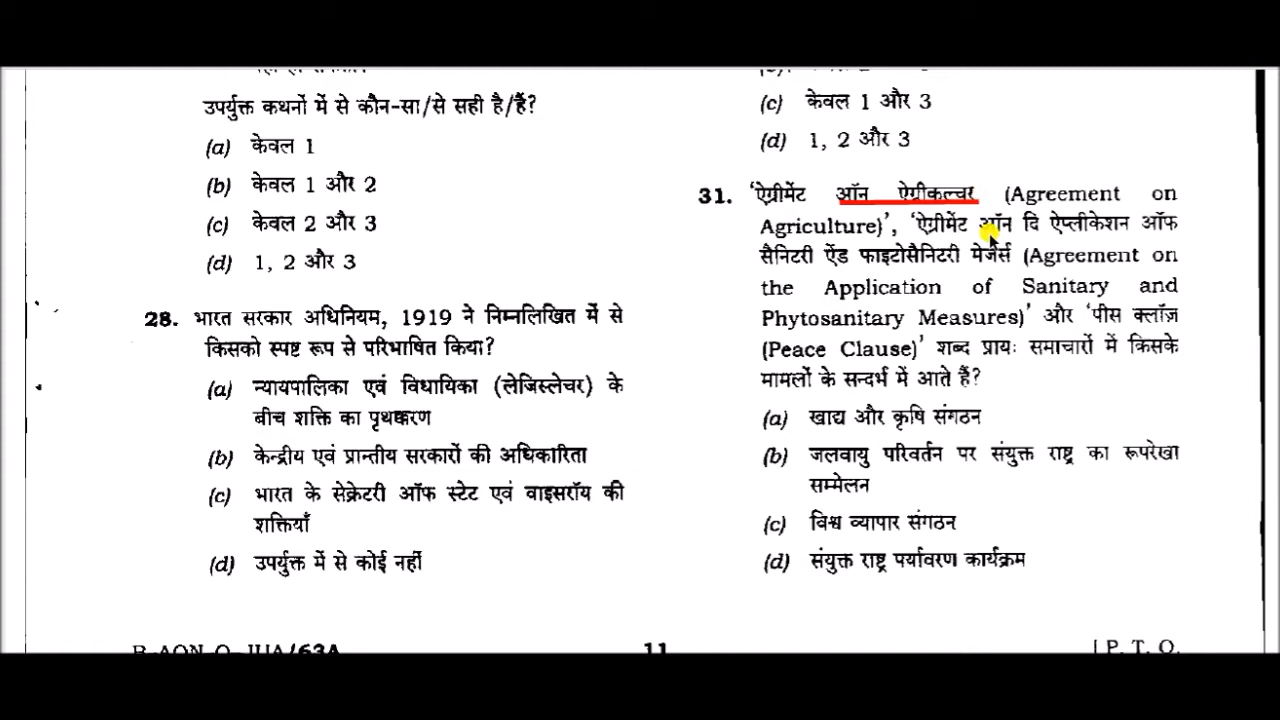 उपर्युक्त कथनों में से कौन-सा/से सही है/हैं?
(a) केवल 1
(b) केवल 1 और 2
(c) केवल 2 और 3
(d) 1, 2 और 3
28. भारत सरकार अधिनियम, 1919 ने निम्नलिखित में से
किसको स्पष्ट रूप से परिभाषित किया?
(a) न्यायपालिका एवं विधायिका (लेजिस्लेचर) के
बीच शक्ति का पृथक्करण
(b) केन्द्रीय एवं प्रान्तीय सरकारों की अधिकारिता
(c) भारत के सेक्रेटरी ऑफ स्टेट एवं वाइसरॉय की
शक्तियाँ
(d) उपर्युक्त में से कोई नहीं
(c) केवल 1 और 3
(d) 1, 2 और 3
31. ‘ऐग्रीमेंट ऑन ऐग्रीकल्चर (Agreement on
Agriculture)’, ‘ऐग्रीमेंट ऑन दि ऐप्लीकेशन ऑफ
सैनिटरी ऐंड फाइटोसैनिटरी मेजर्स (Agreement on
the Application of Sanitary and
Phytosanitary Measures)’ और ‘पीस क्लॉज़
(Peace Clause)’ शब्द प्रायः समाचारों में किसके
मामलों के सन्दर्भ में आते हैं?
(a) खाद्य और कृषि संगठन
(b) जलवायु परिवर्तन पर संयुक्त राष्ट्र का रूपरेखा
सम्मेलन
(c) विश्व व्यापार संगठन
(d) संयुक्त राष्ट्र पर्यावरण कार्यक्रम
11
[ P. T. O.